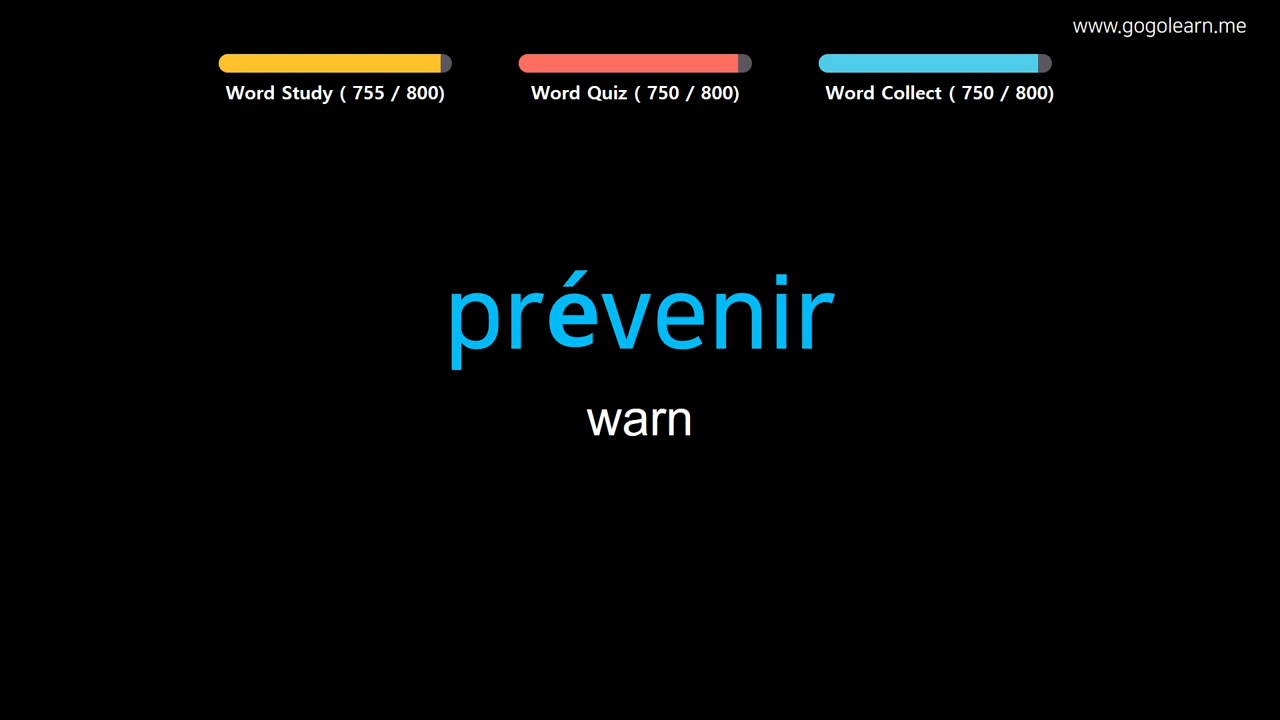 www.gogolearn.me
Word Study ( 755 / 800)
Word Quiz ( 750 / 800)
Word Collect ( 750 / 800)
prévenir
warn